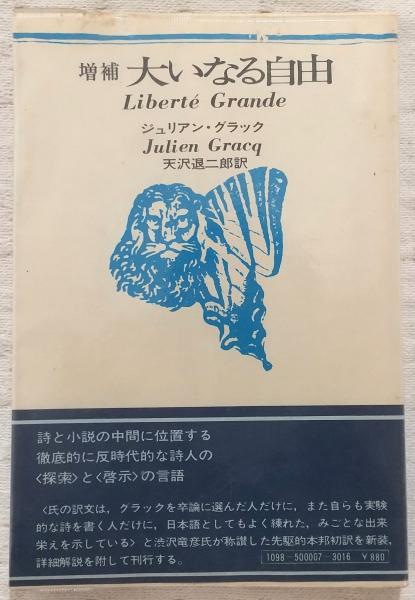 増補 大いなる自由
Liberté Grande
ジュリアン・グラック
Julien Gracq
天沢退二郎訳
詩と小説の中間に位置する
徹底的に反時代的な詩人の
〈探索〉と〈啓示〉の言語
〈氏の訳文は，グラックを卒論に選んだ人だけに，また自らも実験
的な詩を書く人だけに，日本語としてもよく練れた，みごとな出来
栄えを示している〉と渋沢竜彦氏が称讃した先駆的本邦初訳を新装，
詳細解説を附して刊行する。
1098-500007-3016 ¥880